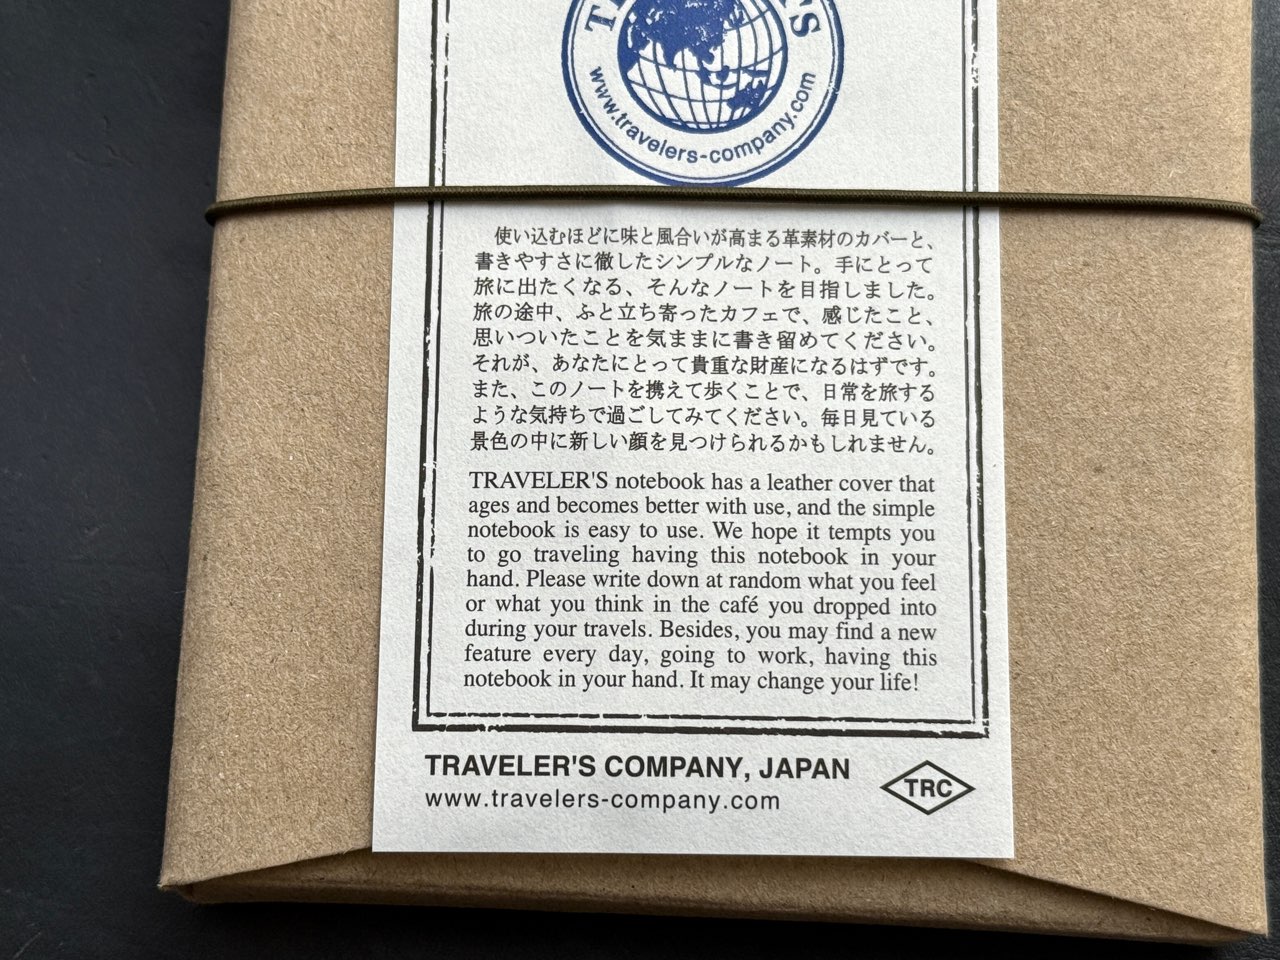 www.travelers-company.com
使い込むほどに味と風合いが高まる革素材のカバーと、
書きやすさに徹したシンプルなノート。手にとって
旅に出たくなる、そんなノートを目指しました。
旅の途中、ふと立ち寄ったカフェで、感じたこと、
思いついたことを気ままに書き留めてください。
それが、あなたにとって貴重な財産になるはずです。
また、このノートを携えて歩くことで、日常を旅する
ような気持ちで過ごしてみてください。毎日見ている
景色の中に新しい顔を見つけられるかもしれません。
TRAVELER'S notebook has a leather cover that
ages and becomes better with use, and the simple
notebook is easy to use. We hope it tempts you
to go traveling having this notebook in your
hand. Please write down at random what you feel
or what you think in the café you dropped into
during your travels. Besides, you may find a new
feature every day, going to work, having this
notebook in your hand. It may change your life!
TRAVELER'S COMPANY, JAPAN
www.travelers-company.com
TRC